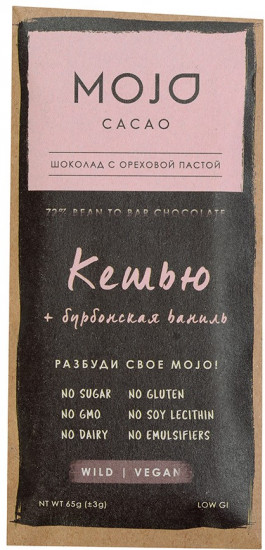 MOJO
CACAO
ШОКОЛАД С ОРЕХОВОЙ ПАСТОЙ
72% BEAN TO BAR CHOCOLATE
Кешью
+ бурбонская ваниль
РАЗБУДИ СВОЕ MOJO!
NO SUGAR NO GLUTEN
NO GMO NO SOY LECITHIN
NO DAIRY NO EMULSIFIERS
WILD | VEGAN
NT WT 65g (±3g) LOW GI